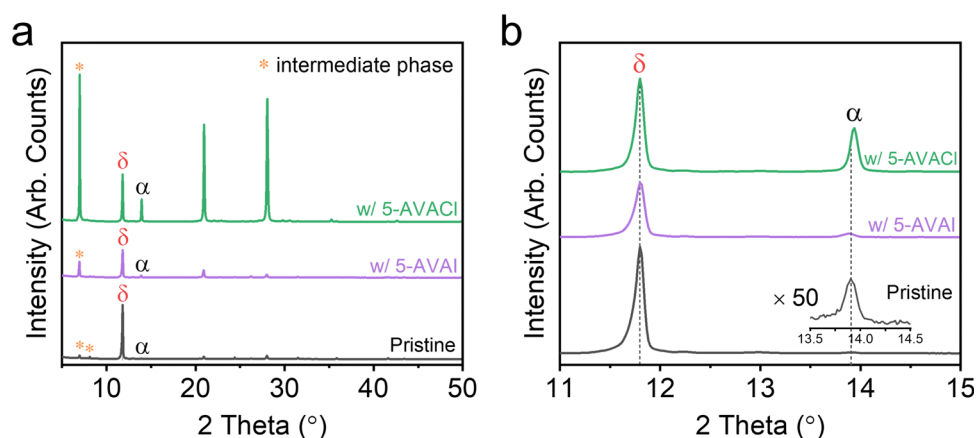 a
Intensity (Arb. Counts)
* * intermediate phase
δ
α
w/ 5-AVACl
δ
* α
w/ 5-AVAI
δ
α
* * Pristine
10 20 30 40 50
2 Theta (°)
b
Intensity (Arb. Counts)
δ
α
w/ 5-AVACl
w/ 5-AVAI
× 50 Pristine
13.5 14.0 14.5
11 12 13 14 15
2 Theta (°)